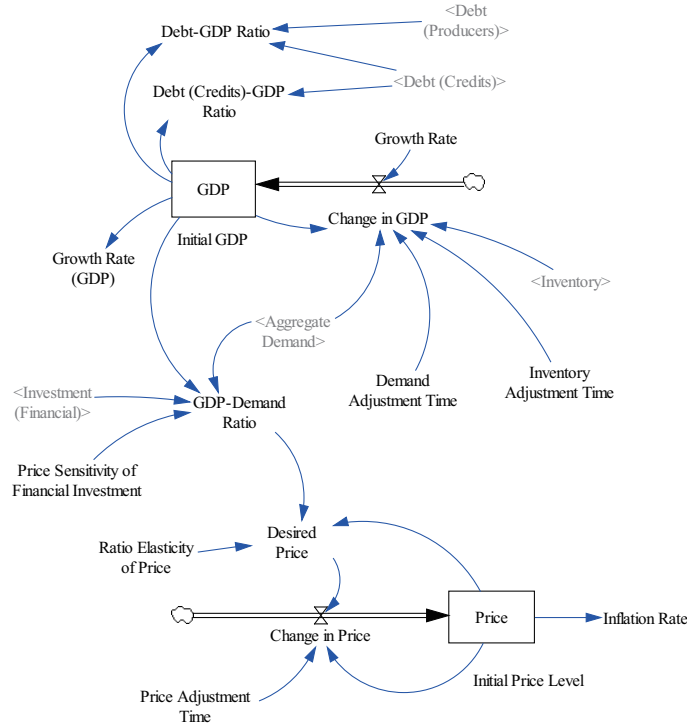 <Debt
(Producers)>
Debt-GDP Ratio
<Debt (Credits)>
Debt (Credits)-GDP
Ratio
Growth Rate
GDP
Change in GDP
Initial GDP
Growth Rate
(GDP)
<Inventory>
<Aggregate
Demand>
Inventory
Adjustment Time
Demand
Adjustment Time
<Investment
(Financial)>
GDP-Demand
Ratio
Price Sensitivity of
Financial Investment
Desired
Price
Ratio Elasticity
of Price
Price
Inflation Rate
Change in Price
Initial Price Level
Price Adjustment
Time